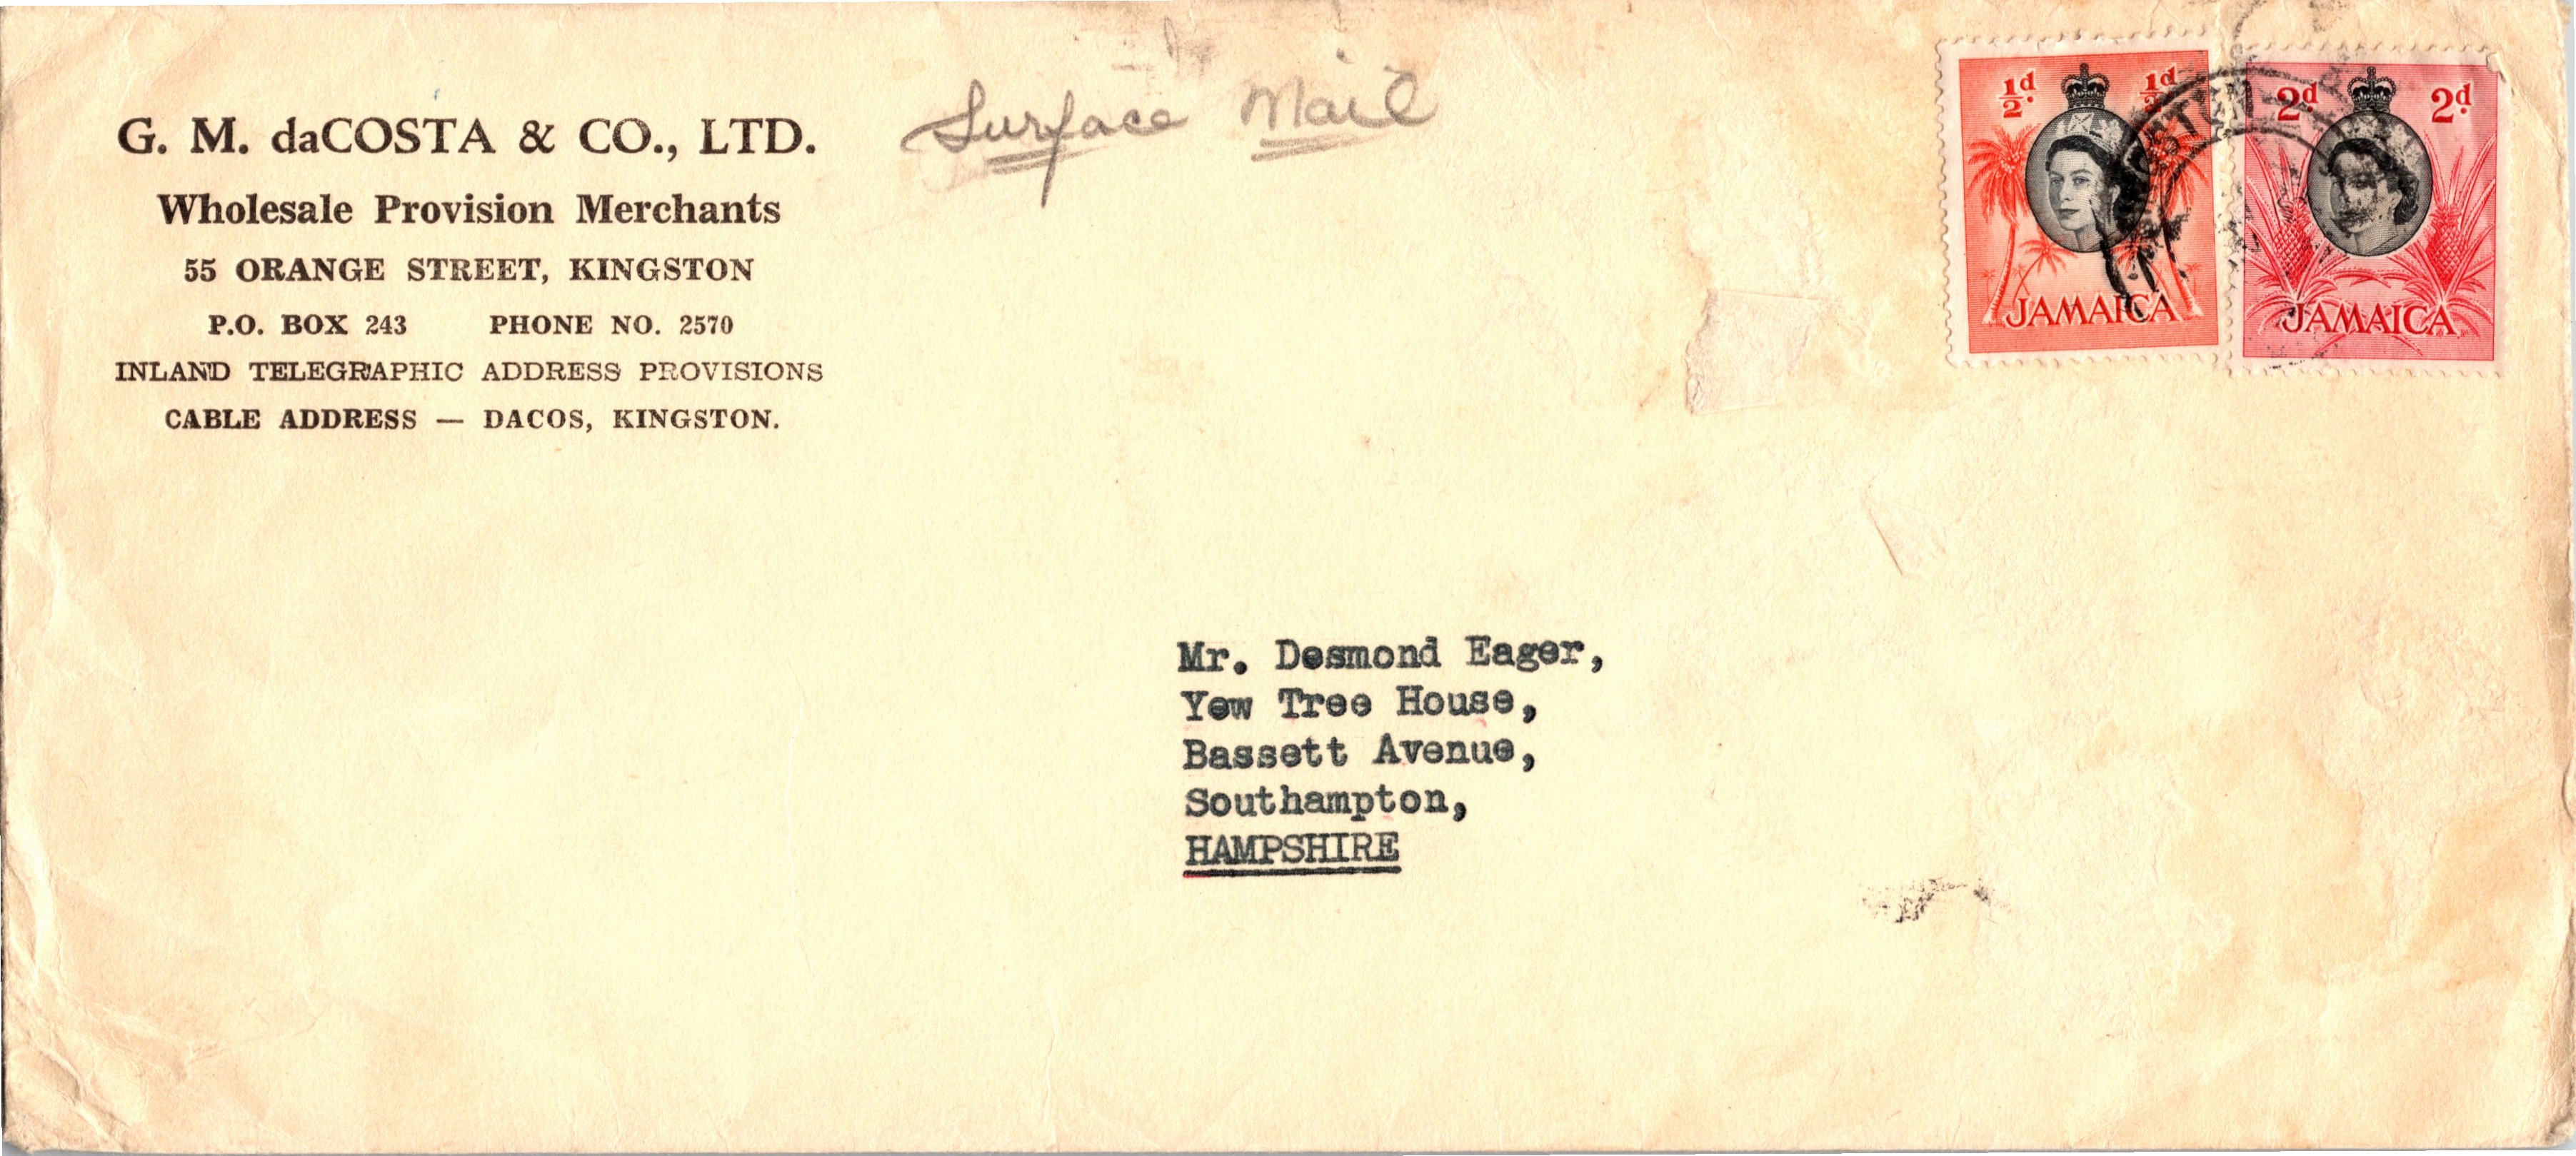 G. M. daCOSTA & CO., LTD.
Wholesale Provision Merchants
55 ORANGE STREET, KINGSTON
P.O. BOX 243 PHONE NO. 2570
INLAND TELEGRAPHIC ADDRESS PROVISIONS
CABLE ADDRESS — DACOS, KINGSTON.
Surface Mail
½d. ½d.
JAMAICA
2d. 2d.
JAMAICA
Mr. Desmond Eager,
Yew Tree House,
Bassett Avenue,
Southampton,
HAMPSHIRE